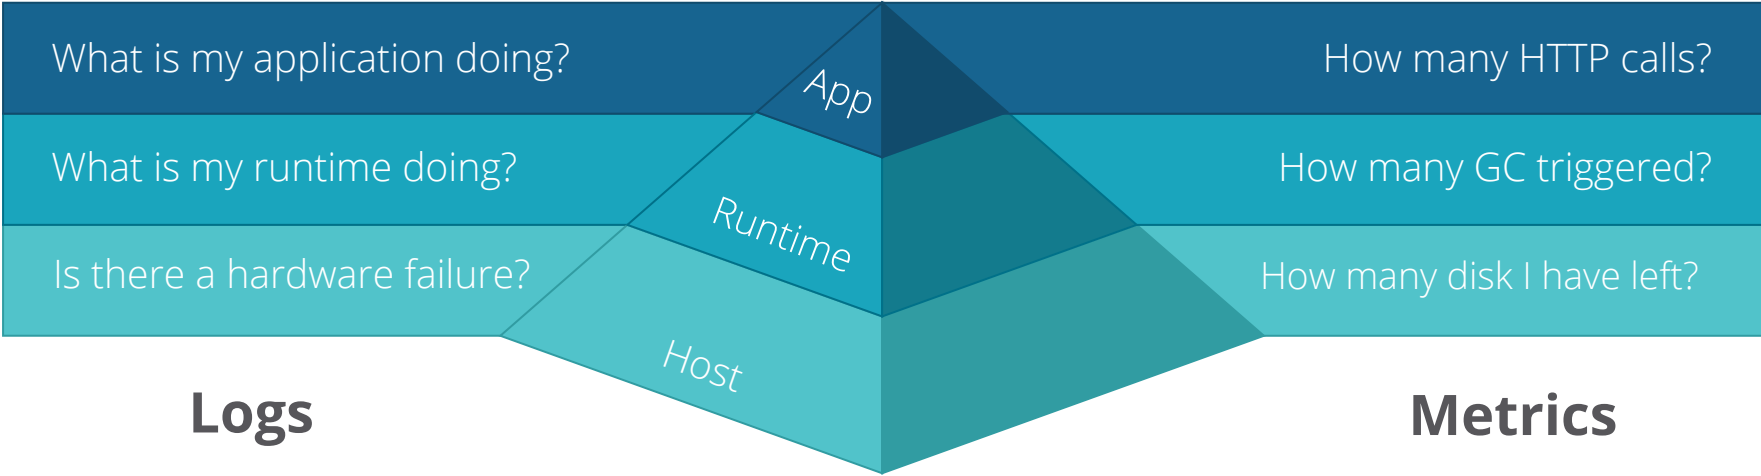 What is my application doing?
App
How many HTTP calls?
What is my runtime doing?
Runtime
How many GC triggered?
Is there a hardware failure?
Host
How many disk I have left?
Logs
Metrics